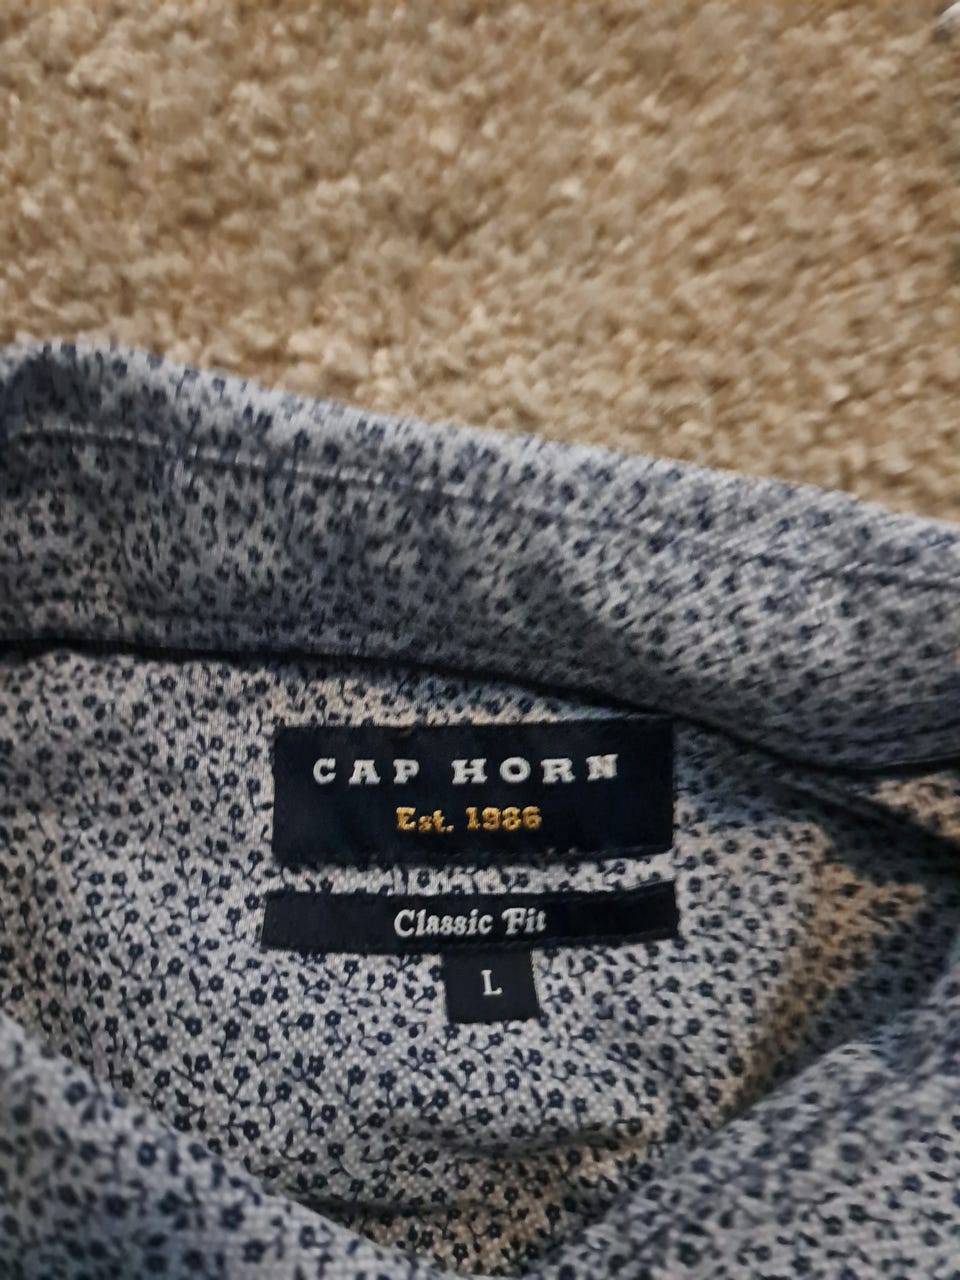 CAP HORN
Est. 1986
Classic Fit
L